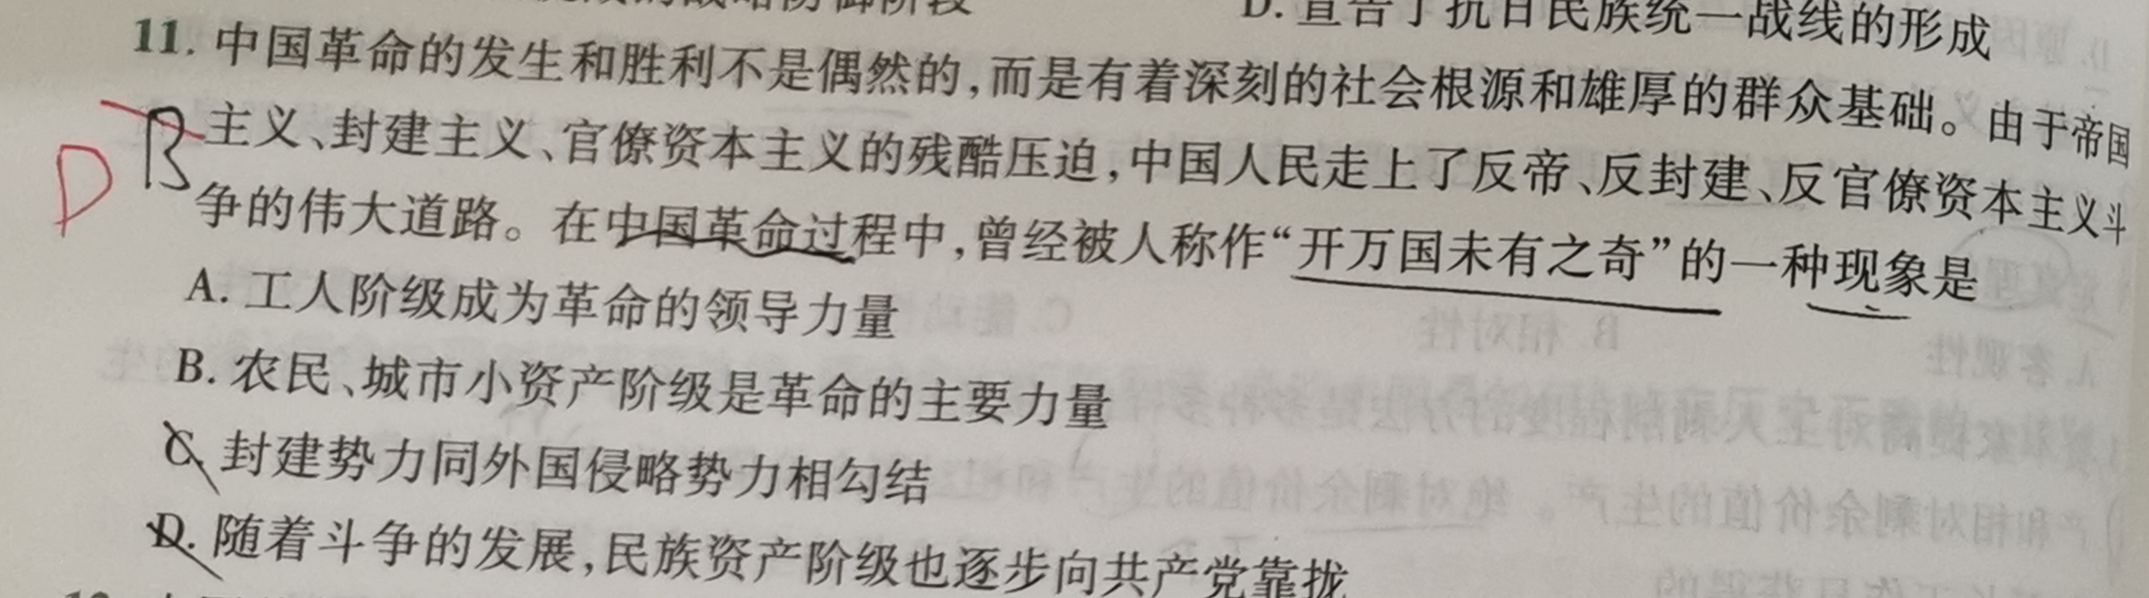 D. 宣告了抗日民族统一战线的形成
11. 中国革命的发生和胜利不是偶然的,而是有着深刻的社会根源和雄厚的群众基础。由于帝国
主义、封建主义、官僚资本主义的残酷压迫,中国人民走上了反帝、反封建、反官僚资本主义斗
争的伟大道路。在中国革命过程中,曾经被人称作“开万国未有之奇”的一种现象是
A. 工人阶级成为革命的领导力量
B. 农民、城市小资产阶级是革命的主要力量
C. 封建势力同外国侵略势力相勾结
D. 随着斗争的发展,民族资产阶级也逐步向共产党靠拢
B
D